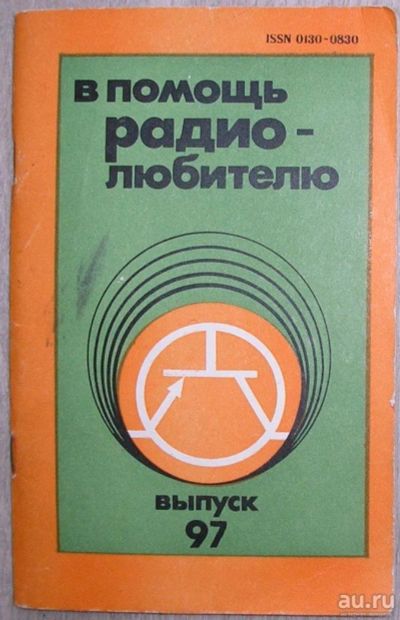 ISSN 0130-0830
В ПОМОЩЬ
РАДИО-
ЛЮБИТЕЛЮ
ВЫПУСК
97
au.ru